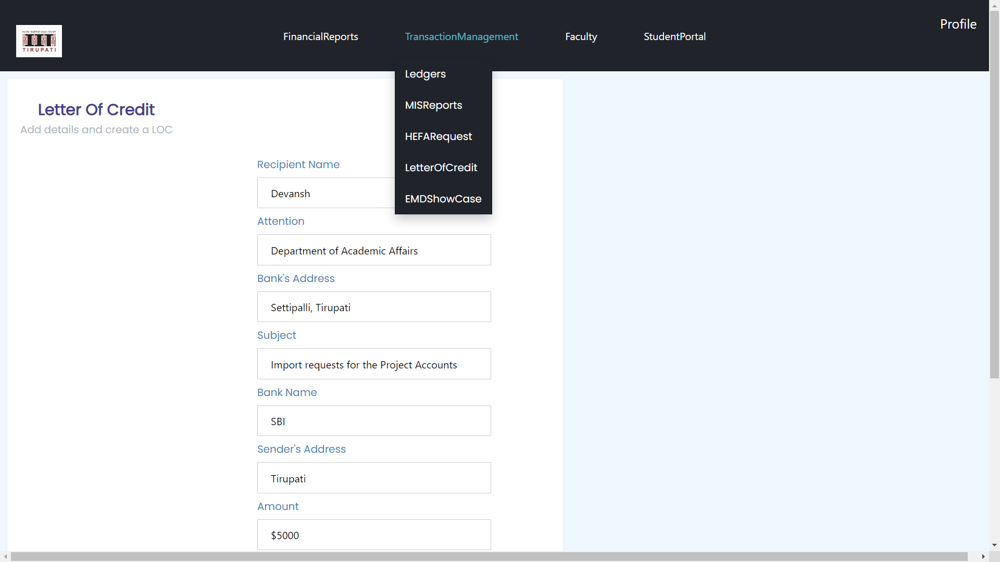 Profile
FinancialReports
TransactionManagement
Faculty
StudentPortal
TIRUPATI
Ledgers
MISReports
HEFARequest
LetterOfCredit
EMDShowCase
Letter Of Credit
Add details and create a LOC
Recipient Name
Devansh
Attention
Department of Academic Affairs
Bank's Address
Settipalli, Tirupati
Subject
Import requests for the Project Accounts
Bank Name
SBI
Sender's Address
Tirupati
Amount
$5000